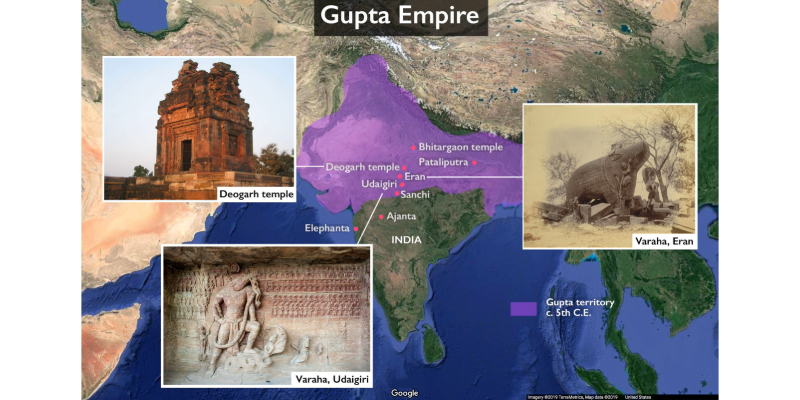 Gupta Empire
Deogarh temple
Bhitargaon temple
Pataliputra
Deogarh temple
Eran
Udaigiri
Sanchi
Ajanta
Elephanta
INDIA
Varaha, Eran
Gupta territory
c. 5th C.E.
Varaha, Udaigiri
Google
Imagery ©2019 TerraMetrics, Map data ©2019 United States